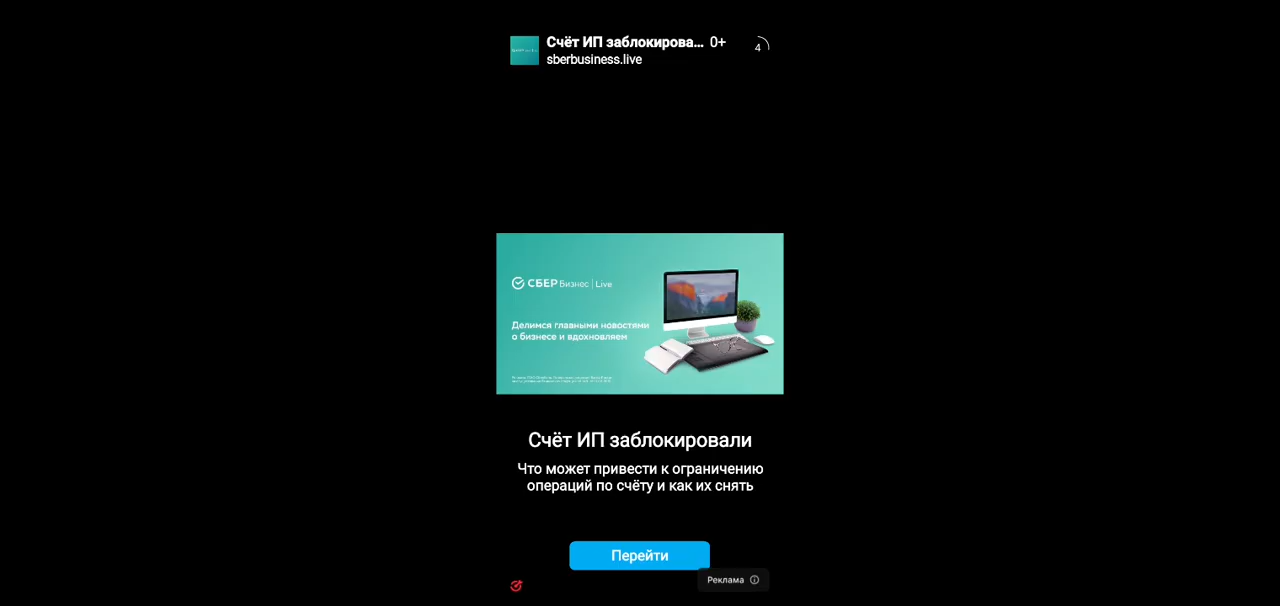 Счёт ИП заблокирова... 0+
4
sberbusiness.live
СБЕР Бизнес | Live
Делимся главными новостями
о бизнесе и вдохновляем
Счёт ИП заблокировали
Что может привести к ограничению
операций по счёту и как их снять
Перейти
Реклама